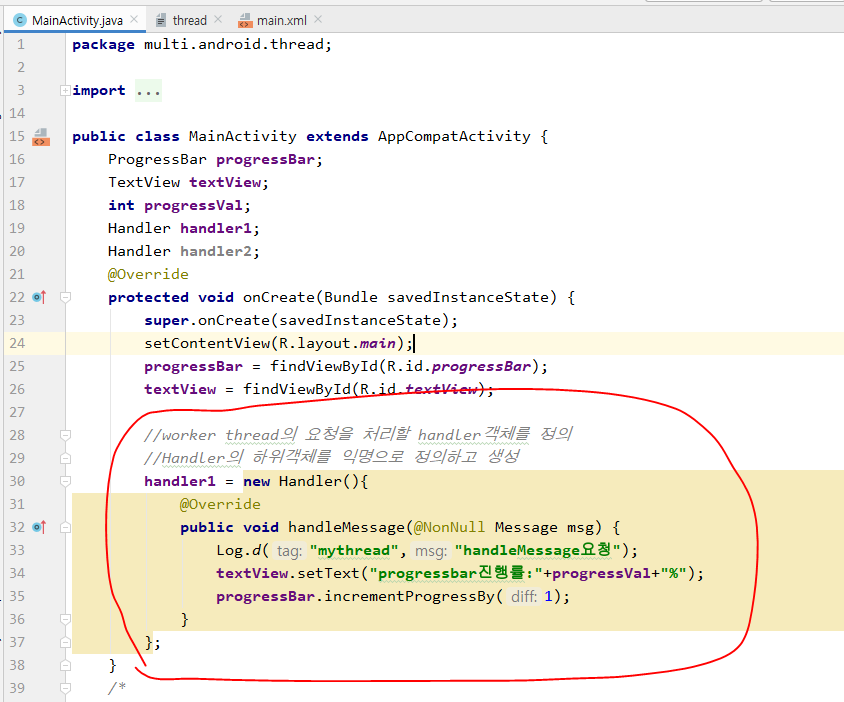 MainActivity.java × thread × main.xml ×
1 package multi.android.thread;
2
3 import ...
14
15 public class MainActivity extends AppCompatActivity {
16 ProgressBar progressBar;
17 TextView textView;
18 int progressVal;
19 Handler handler1;
20 Handler handler2;
21 @Override
22 protected void onCreate(Bundle savedInstanceState) {
23 super.onCreate(savedInstanceState);
24 setContentView(R.layout.main);
25 progressBar = findViewById(R.id.progressBar);
26 textView = findViewById(R.id.textView);
27
28 //worker thread의 요청을 처리할 handler객체를 정의
29 //Handler의 하위객체를 익명으로 정의하고 생성
30 handler1 = new Handler(){
31 @Override
32 public void handleMessage(@NonNull Message msg) {
33 Log.d( tag: "mythread", msg: "handleMessage요청");
34 textView.setText("progressbar진행률:"+progressVal+"%");
35 progressBar.incrementProgressBy( diff: 1);
36 }
37 };
38 }
39 /*